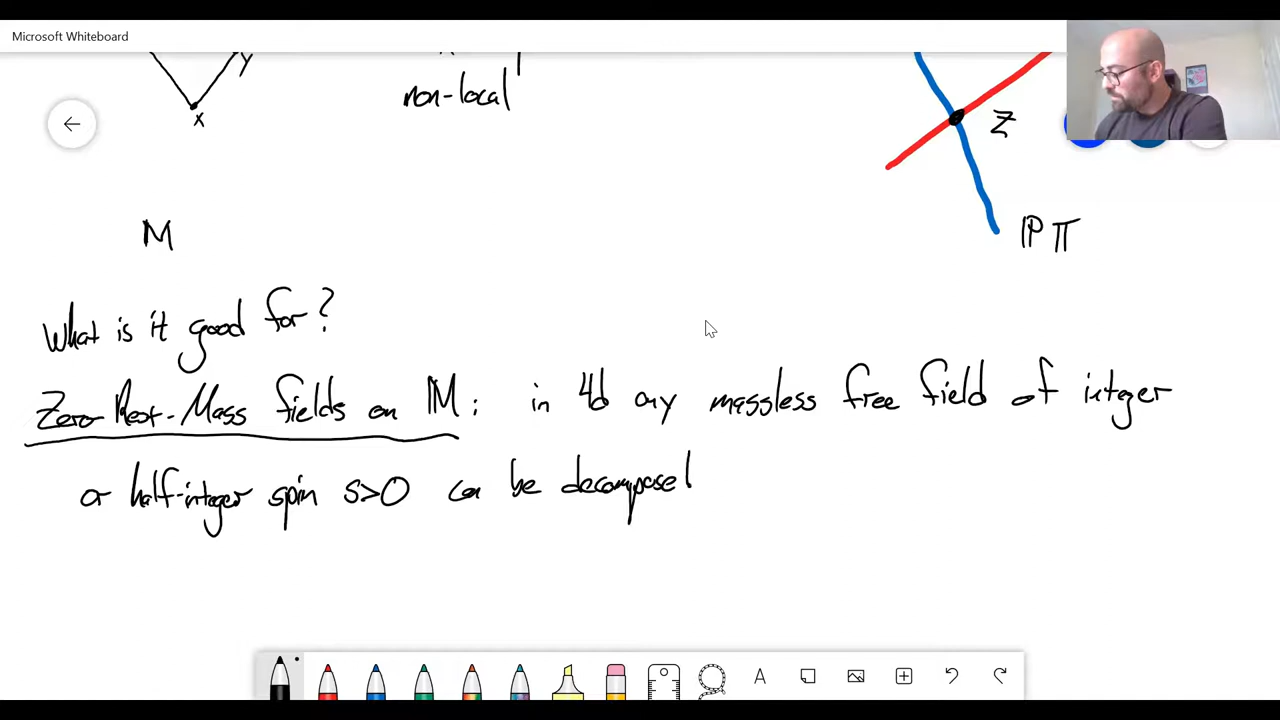 Microsoft Whiteboard
y
x
non-local
Z
𝕄
ℙ𝕋
What is it good for?
Zero-Rest-Mass fields on 𝕄: in 4d any massless free field of integer
or half-integer spin s>0 can be decomposed
A